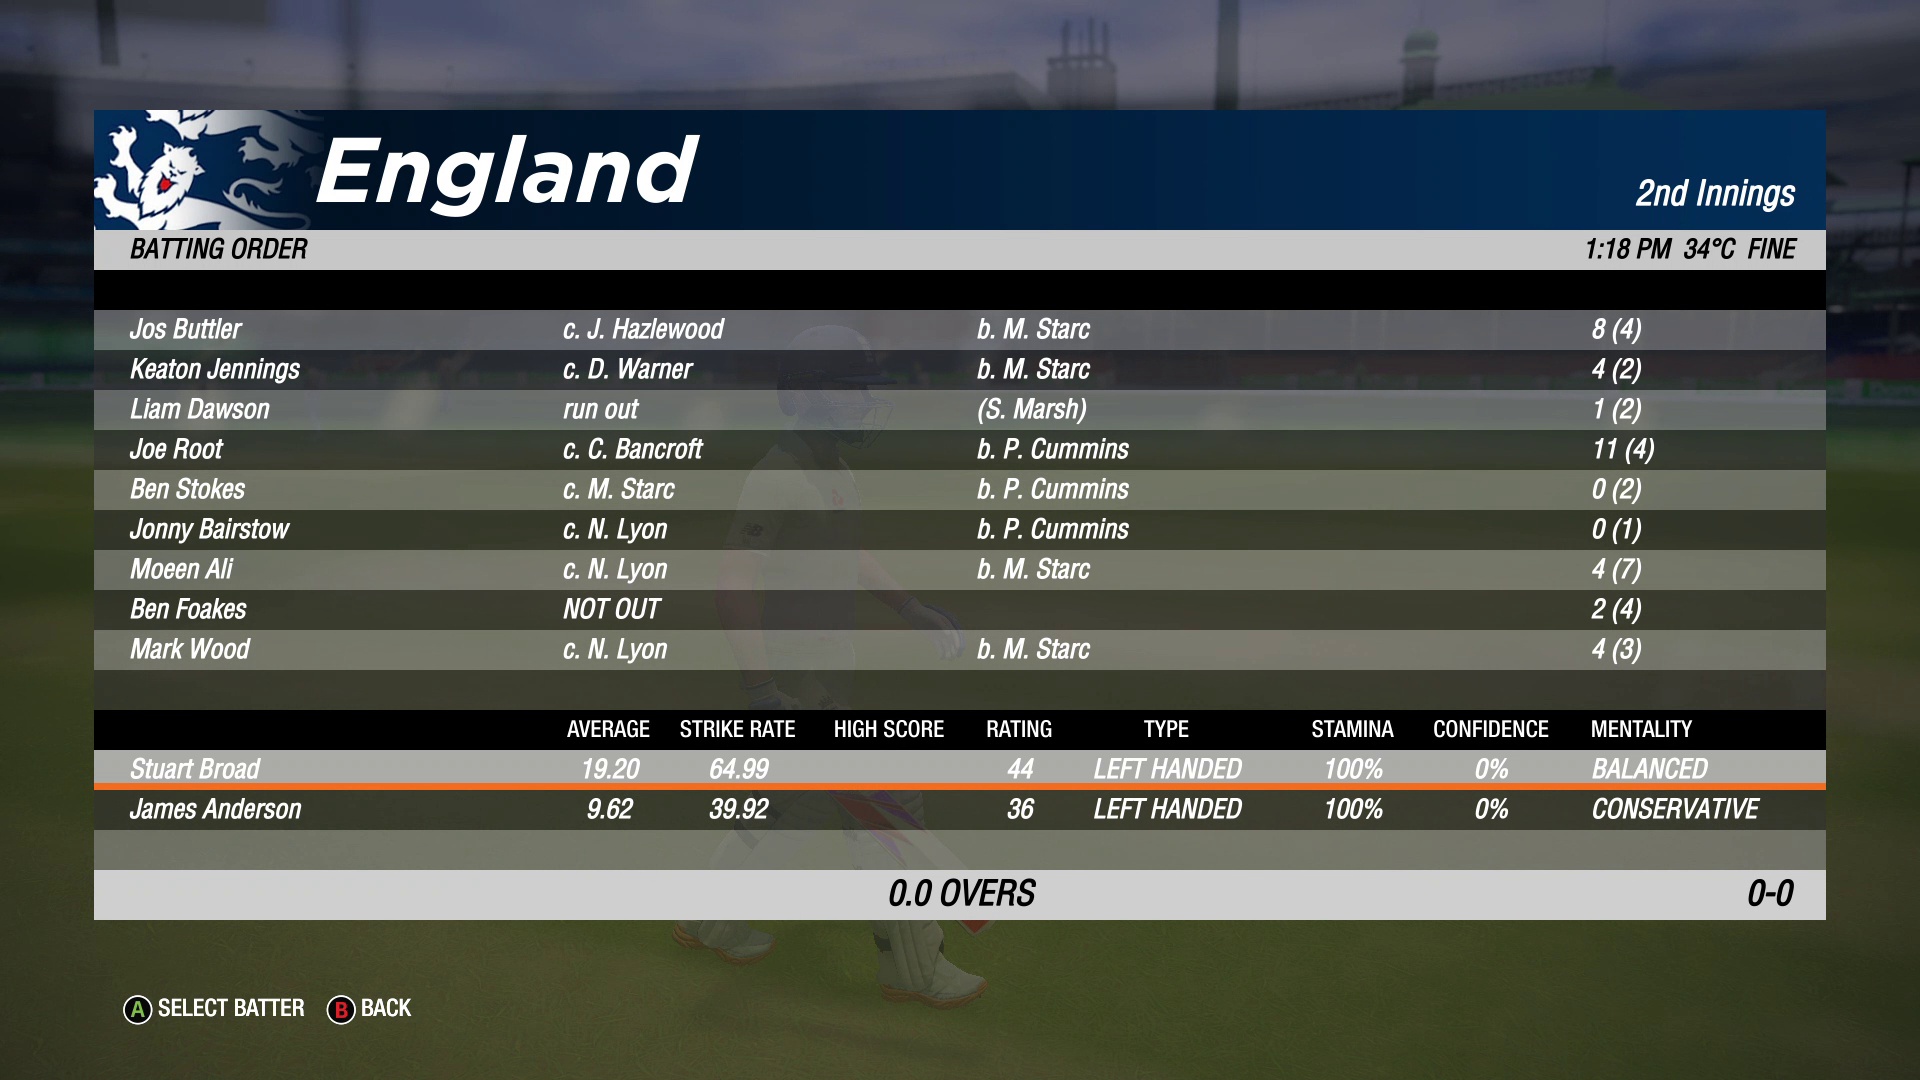 England
2nd Innings
BATTING ORDER 1:18 PM 34°C FINE
Jos Buttler c. J. Hazlewood b. M. Starc 8 (4)
Keaton Jennings c. D. Warner b. M. Starc 4 (2)
Liam Dawson run out (S. Marsh) 1 (2)
Joe Root c. C. Bancroft b. P. Cummins 11 (4)
Ben Stokes c. M. Starc b. P. Cummins 0 (2)
Jonny Bairstow c. N. Lyon b. P. Cummins 0 (1)
Moeen Ali c. N. Lyon b. M. Starc 4 (7)
Ben Foakes NOT OUT 2 (4)
Mark Wood c. N. Lyon b. M. Starc 4 (3)
AVERAGE STRIKE RATE HIGH SCORE RATING TYPE STAMINA CONFIDENCE MENTALITY
Stuart Broad 19.20 64.99 44 LEFT HANDED 100% 0% BALANCED
James Anderson 9.62 39.92 36 LEFT HANDED 100% 0% CONSERVATIVE
0.0 OVERS 0-0
A SELECT BATTER B BACK